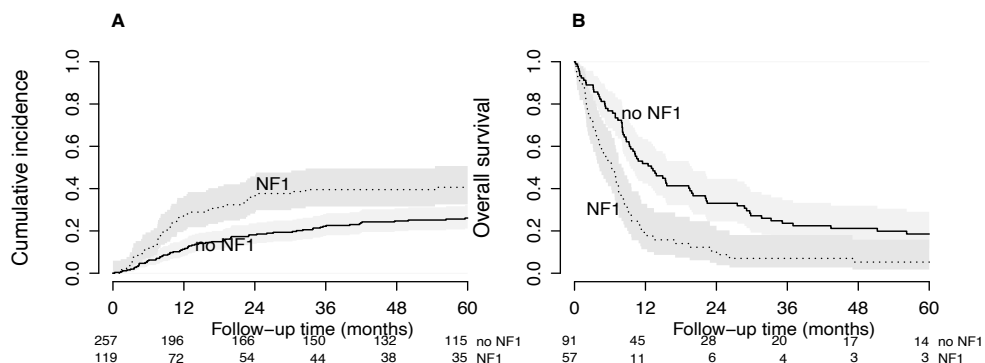 A
Cumulative incidence
1.0
0.8
0.6
0.4
0.2
0.0
NF1
no NF1
0 12 24 36 48 60
Follow−up time (months)
257 196 166 150 132 115 no NF1
119 72 54 44 38 35 NF1
B
Overall survival
1.0
0.8
0.6
0.4
0.2
0.0
no NF1
NF1
0 12 24 36 48 60
Follow−up time (months)
91 45 28 20 17 14 no NF1
57 11 6 4 3 3 NF1